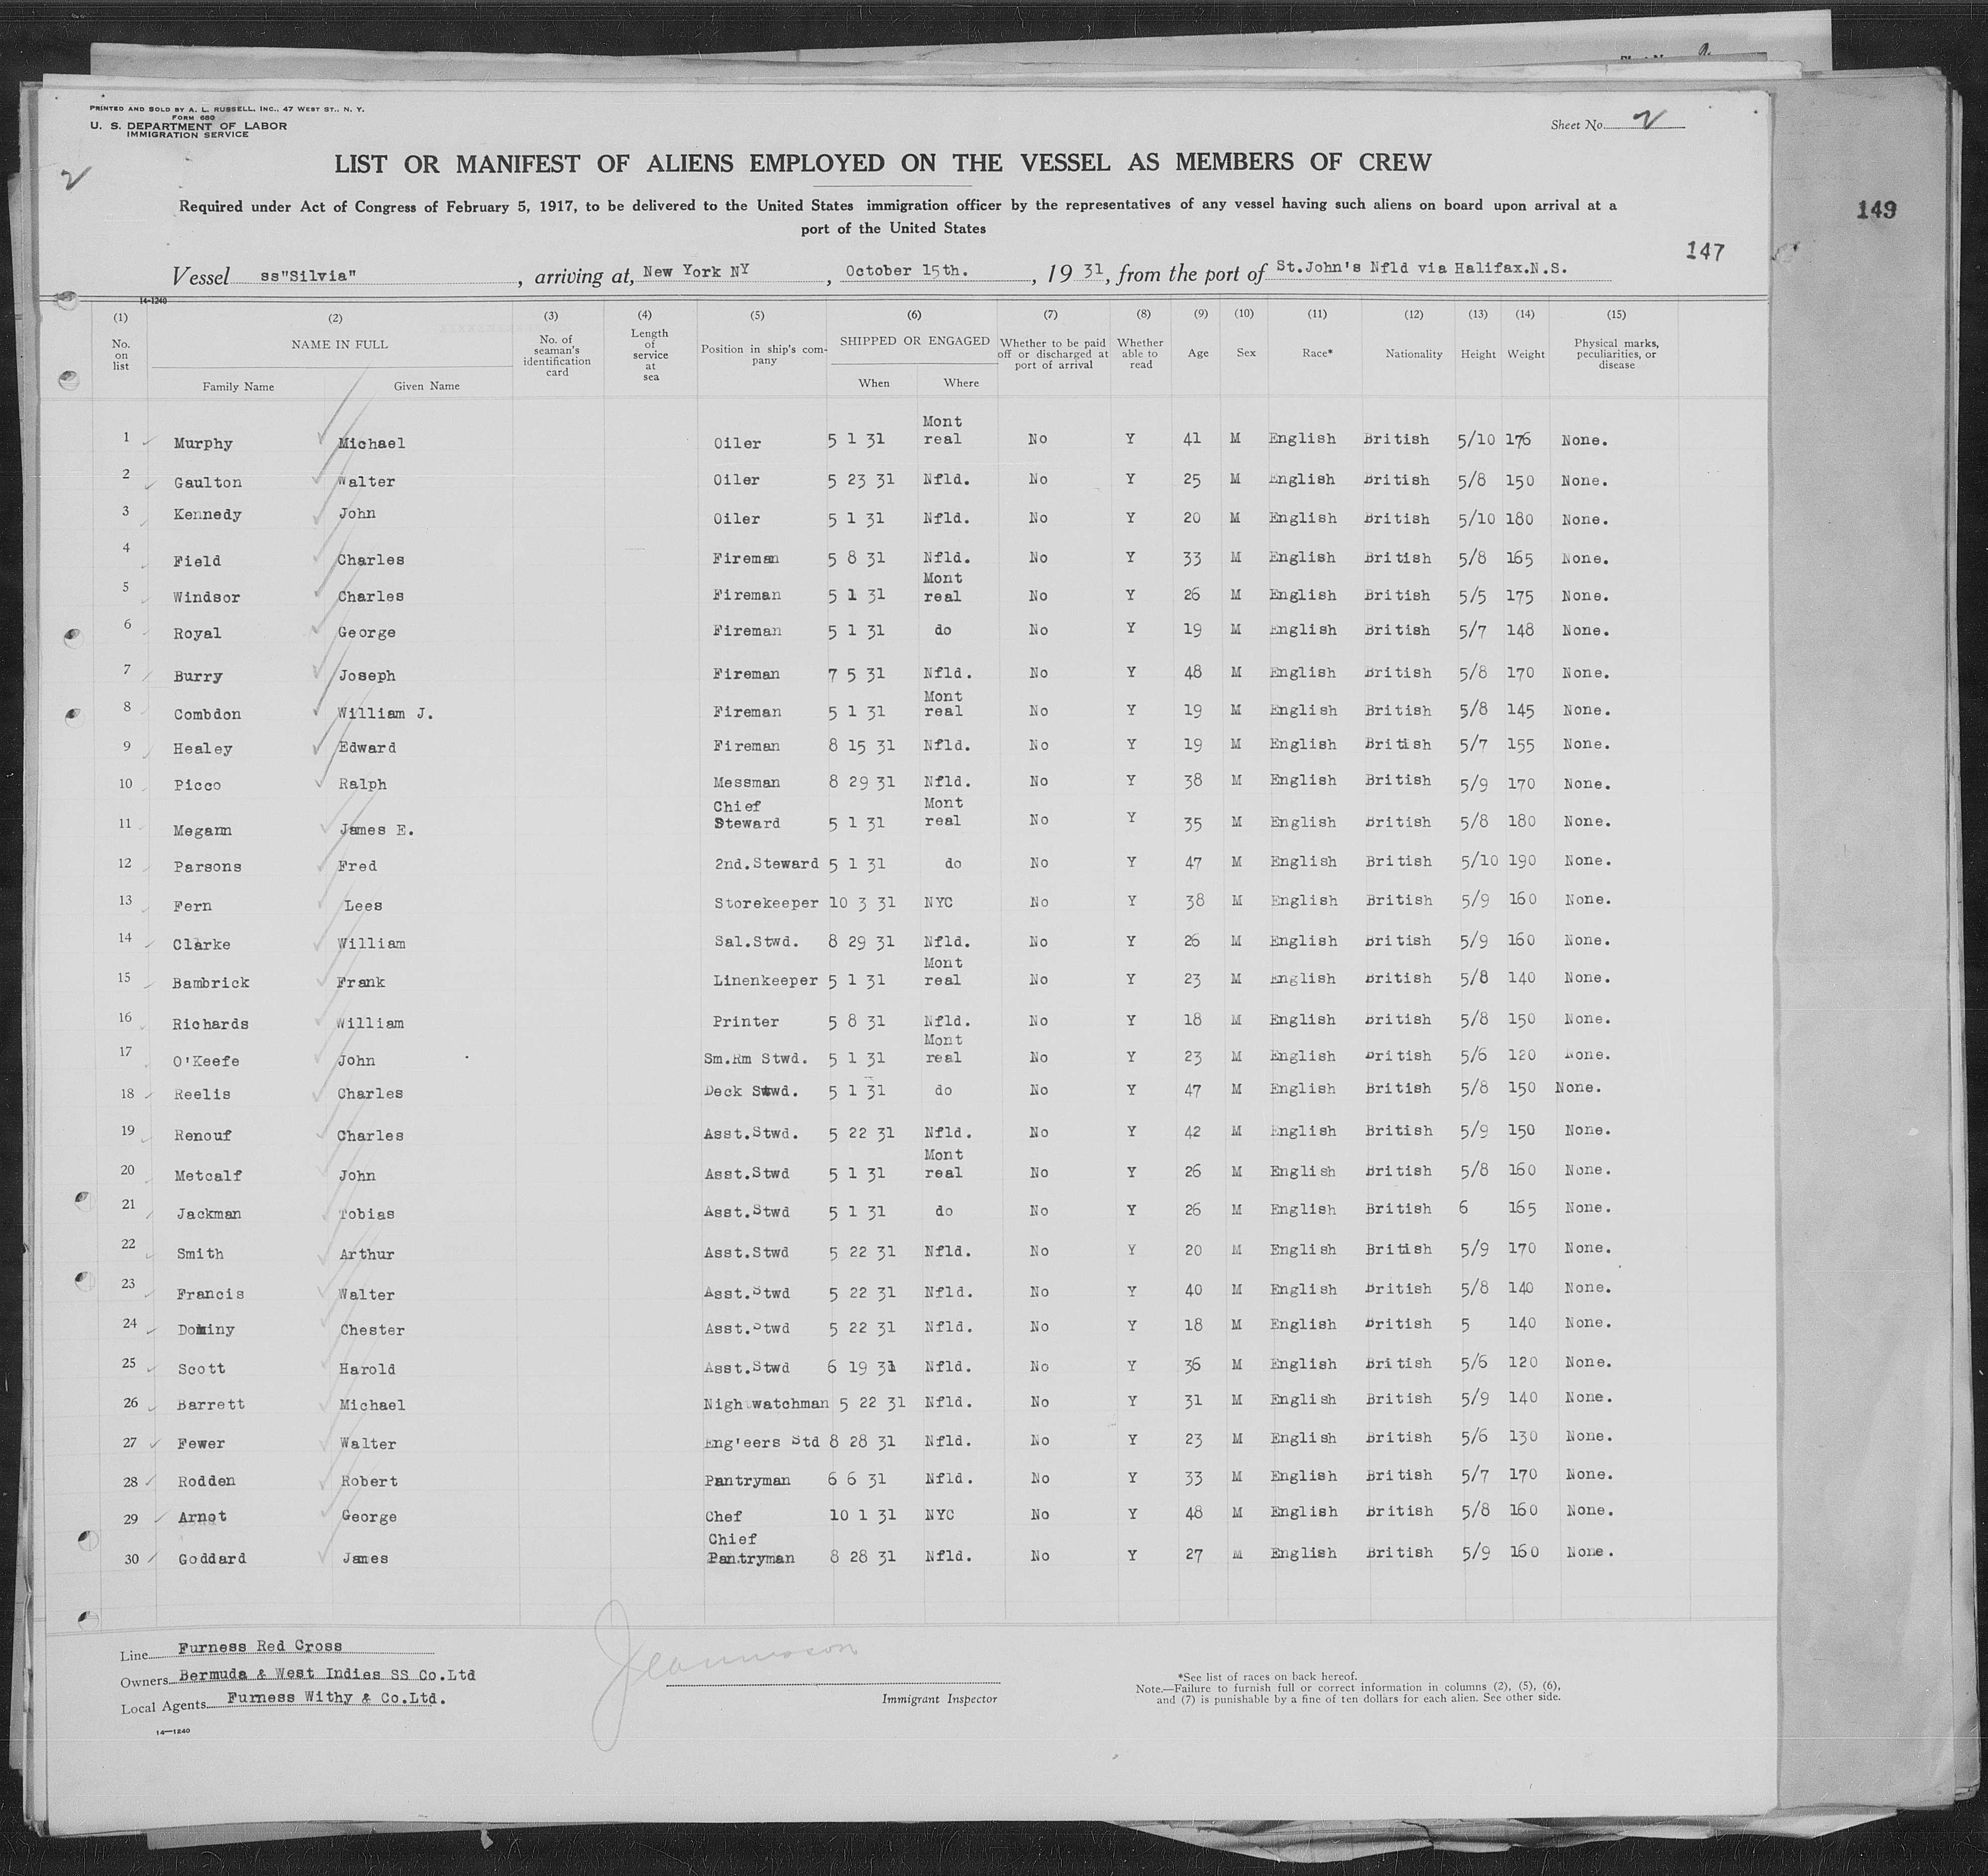 PRINTED AND SOLD BY A. L. RUSSELL, INC., 47 WEST ST., N. Y.
FORM 680
U. S. DEPARTMENT OF LABOR
IMMIGRATION SERVICE
Sheet No. 2
2
LIST OR MANIFEST OF ALIENS EMPLOYED ON THE VESSEL AS MEMBERS OF CREW
Required under Act of Congress of February 5, 1917, to be delivered to the United States immigration officer by the representatives of any vessel having such aliens on board upon arrival at a
port of the United States
149
147
Vessel ss"Silvia", arriving at, New York NY, October 15th., 19 31, from the port of St.John's Nfld via Halifax.N.S.
14-1240
(1) (2) (3) (4) (5) (6) (7) (8) (9) (10) (11) (12) (13) (14) (15)
No. on list NAME IN FULL Family Name Given Name No. of seaman's identification card Length of service at sea Position in ship's company SHIPPED OR ENGAGED When Where Whether to be paid off or discharged at port of arrival Whether able to read Age Sex Race* Nationality Height Weight Physical marks, peculiarities, or disease
1 Murphy Michael Oiler 5 1 31 Mont real No Y 41 M English British 5/10 176 None.
2 Gaulton Walter Oiler 5 23 31 Nfld. No Y 25 M English British 5/8 150 None.
3 Kennedy John Oiler 5 1 31 Nfld. No Y 20 M English British 5/10 180 None.
4 Field Charles Fireman 5 8 31 Nfld. No Y 33 M English British 5/8 165 None.
5 Windsor Charles Fireman 5 1 31 Mont real No Y 26 M English British 5/5 175 None.
6 Royal George Fireman 5 1 31 do No Y 19 M English British 5/7 148 None.
7 Burry Joseph Fireman 7 5 31 Nfld. No Y 48 M English British 5/8 170 None.
8 Combdon William J. Fireman 5 1 31 Mont real No Y 19 M English British 5/8 145 None.
9 Healey Edward Fireman 8 15 31 Nfld. No Y 19 M English British 5/7 155 None.
10 Picco Ralph Messman 8 29 31 Nfld. No Y 38 M English British 5/9 170 None.
11 Megann James E. Chief Steward 5 1 31 Mont real No Y 35 M English British 5/8 180 None.
12 Parsons Fred 2nd.Steward 5 1 31 do No Y 47 M English British 5/10 190 None.
13 Fern Lees Storekeeper 10 3 31 NYC No Y 38 M English British 5/9 160 None.
14 Clarke William Sal.Stwd. 8 29 31 Nfld. No Y 26 M English British 5/9 160 None.
15 Bambrick Frank Linenkeeper 5 1 31 Mont real No Y 23 M English British 5/8 140 None.
16 Richards William Printer 5 8 31 Nfld. No Y 18 M English British 5/8 150 None.
17 O'Keefe John Sm.Rm Stwd. 5 1 31 Mont real No Y 23 M English British 5/6 120 None.
18 Reelis Charles Deck Stwd. 5 1 31 do No Y 47 M English British 5/8 150 None.
19 Renouf Charles Asst.Stwd. 5 22 31 Nfld. No Y 42 M English British 5/9 150 None.
20 Metcalf John Asst.Stwd 5 1 31 Mont real No Y 26 M English British 5/8 160 None.
21 Jackman Tobias Asst.Stwd 5 1 31 do No Y 26 M English British 6 165 None.
22 Smith Arthur Asst.Stwd 5 22 31 Nfld. No Y 20 M English British 5/9 170 None.
23 Francis Walter Asst.Stwd 5 22 31 Nfld. No Y 40 M English British 5/8 140 None.
24 Dominy Chester Asst.Stwd 5 22 31 Nfld. No Y 18 M English British 5 140 None.
25 Scott Harold Asst.Stwd 6 19 31 Nfld. No Y 36 M English British 5/6 120 None.
26 Barrett Michael Nightwatchman 5 22 31 Nfld. No Y 31 M English British 5/9 140 None.
27 Fewer Walter Eng'eers Std 8 28 31 Nfld. No Y 23 M English British 5/6 130 None.
28 Rodden Robert Pantryman 6 6 31 Nfld. No Y 33 M English British 5/7 170 None.
29 Arnot George Chef 10 1 31 NYC No Y 48 M English British 5/8 160 None.
30 Goddard James Chief Pantryman 8 28 31 Nfld. No Y 27 M English British 5/9 160 None.
Line Furness Red Cross
Owners Bermuda & West Indies SS Co.Ltd
Local Agents Furness Withy & Co.Ltd.
14—1240
Immigrant Inspector
*See list of races on back hereof.
Note.—Failure to furnish full or correct information in columns (2), (5), (6),
and (7) is punishable by a fine of ten dollars for each alien. See other side.